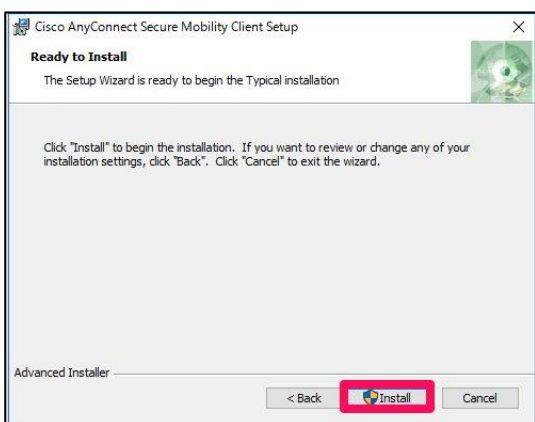 Cisco AnyConnect Secure Mobility Client Setup
Ready to Install
The Setup Wizard is ready to begin the Typical installation
Click "Install" to begin the installation.  If you want to review or change any of your
installation settings, click "Back".  Click "Cancel" to exit the wizard.
Advanced Installer
< Back Install Cancel